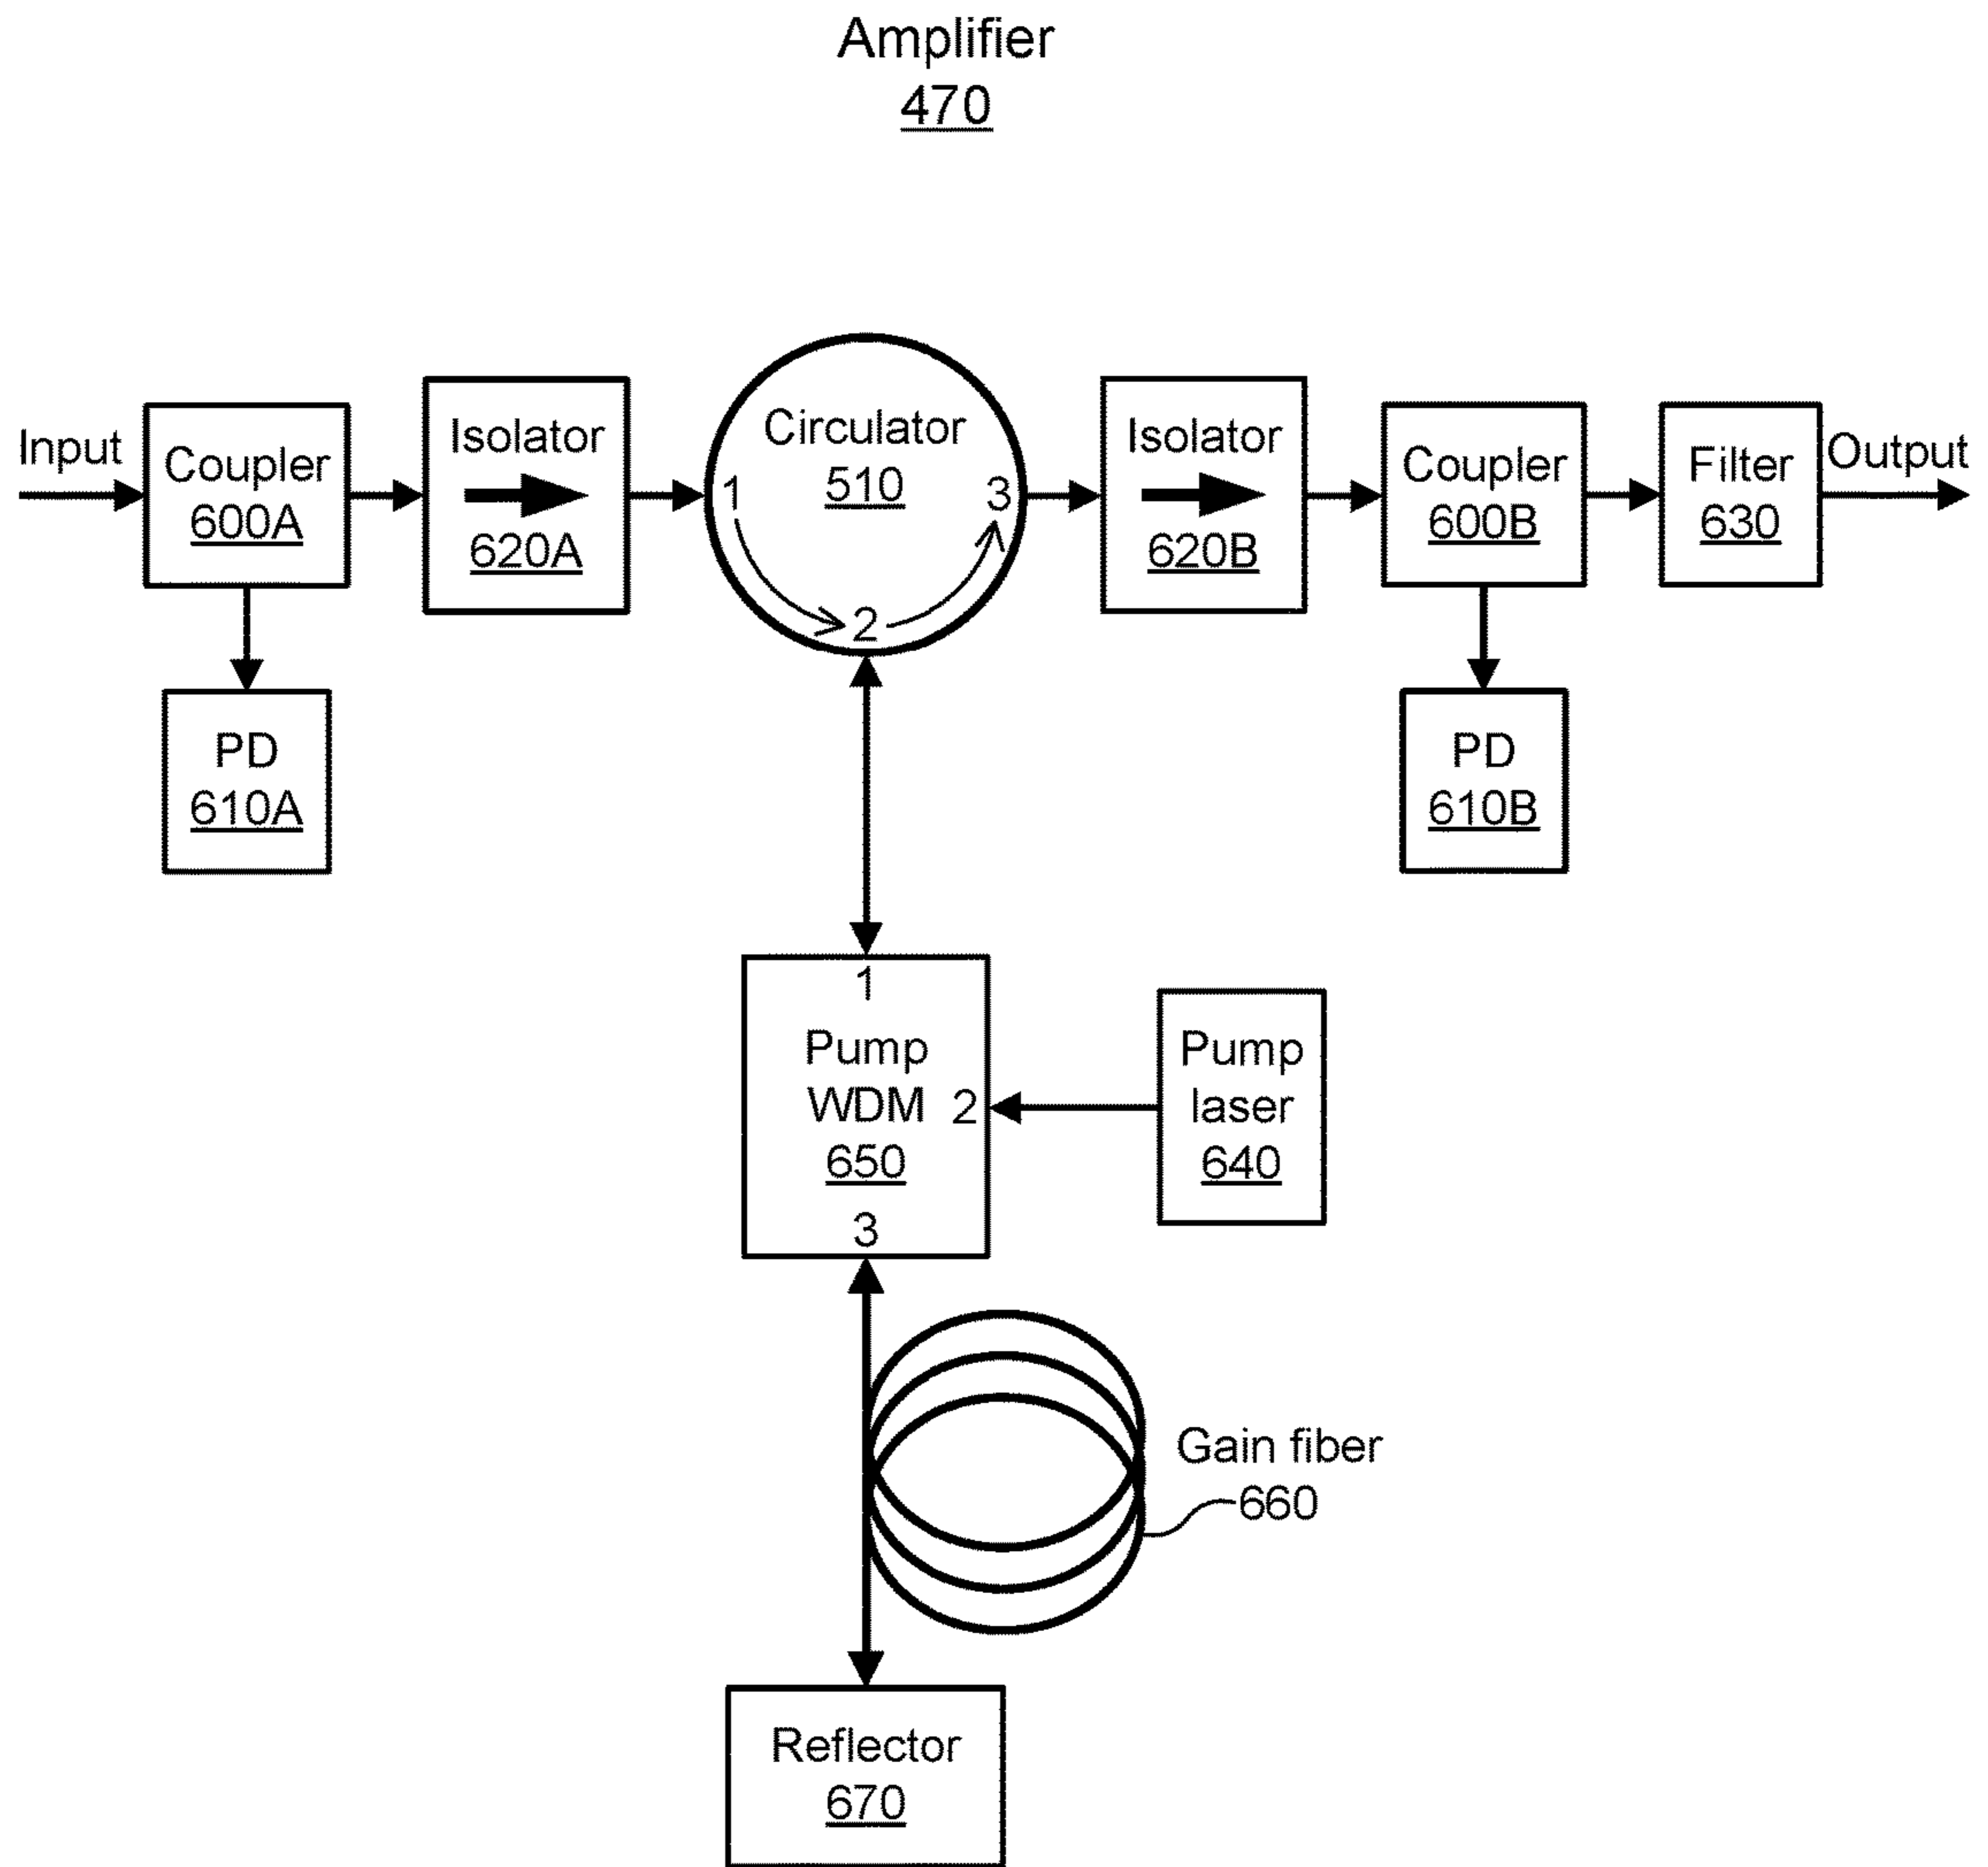 Amplifier
470
Input
Coupler
600A
Isolator
620A
Circulator
510
1
2
3
Isolator
620B
Coupler
600B
Filter
630
Output
PD
610A
PD
610B
1
Pump
WDM
650
2
3
Pump
laser
640
Gain fiber
660
Reflector
670